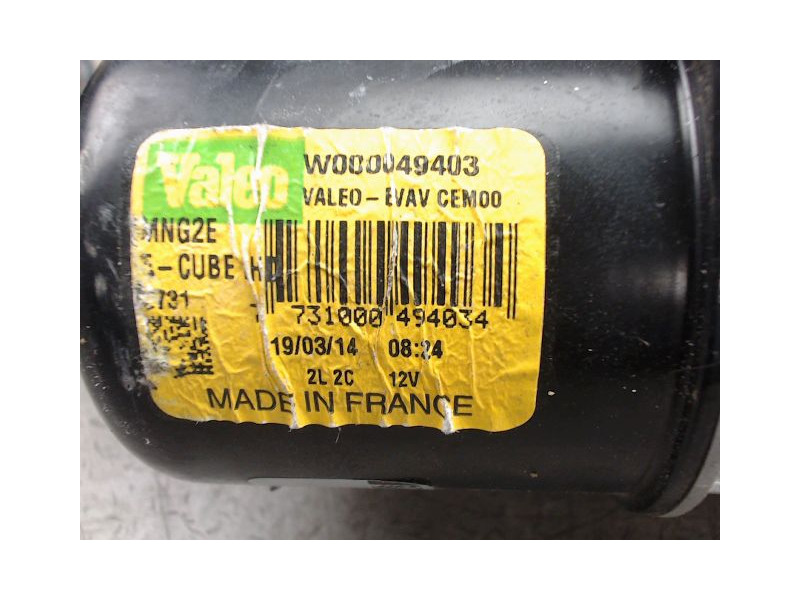 Valeo
W000049403
VALEO - EVAV CEM00
MNG2E
- CUBE H
731
731000 494034
19/03/14 08:24
2L 2C 12V
MADE IN FRANCE